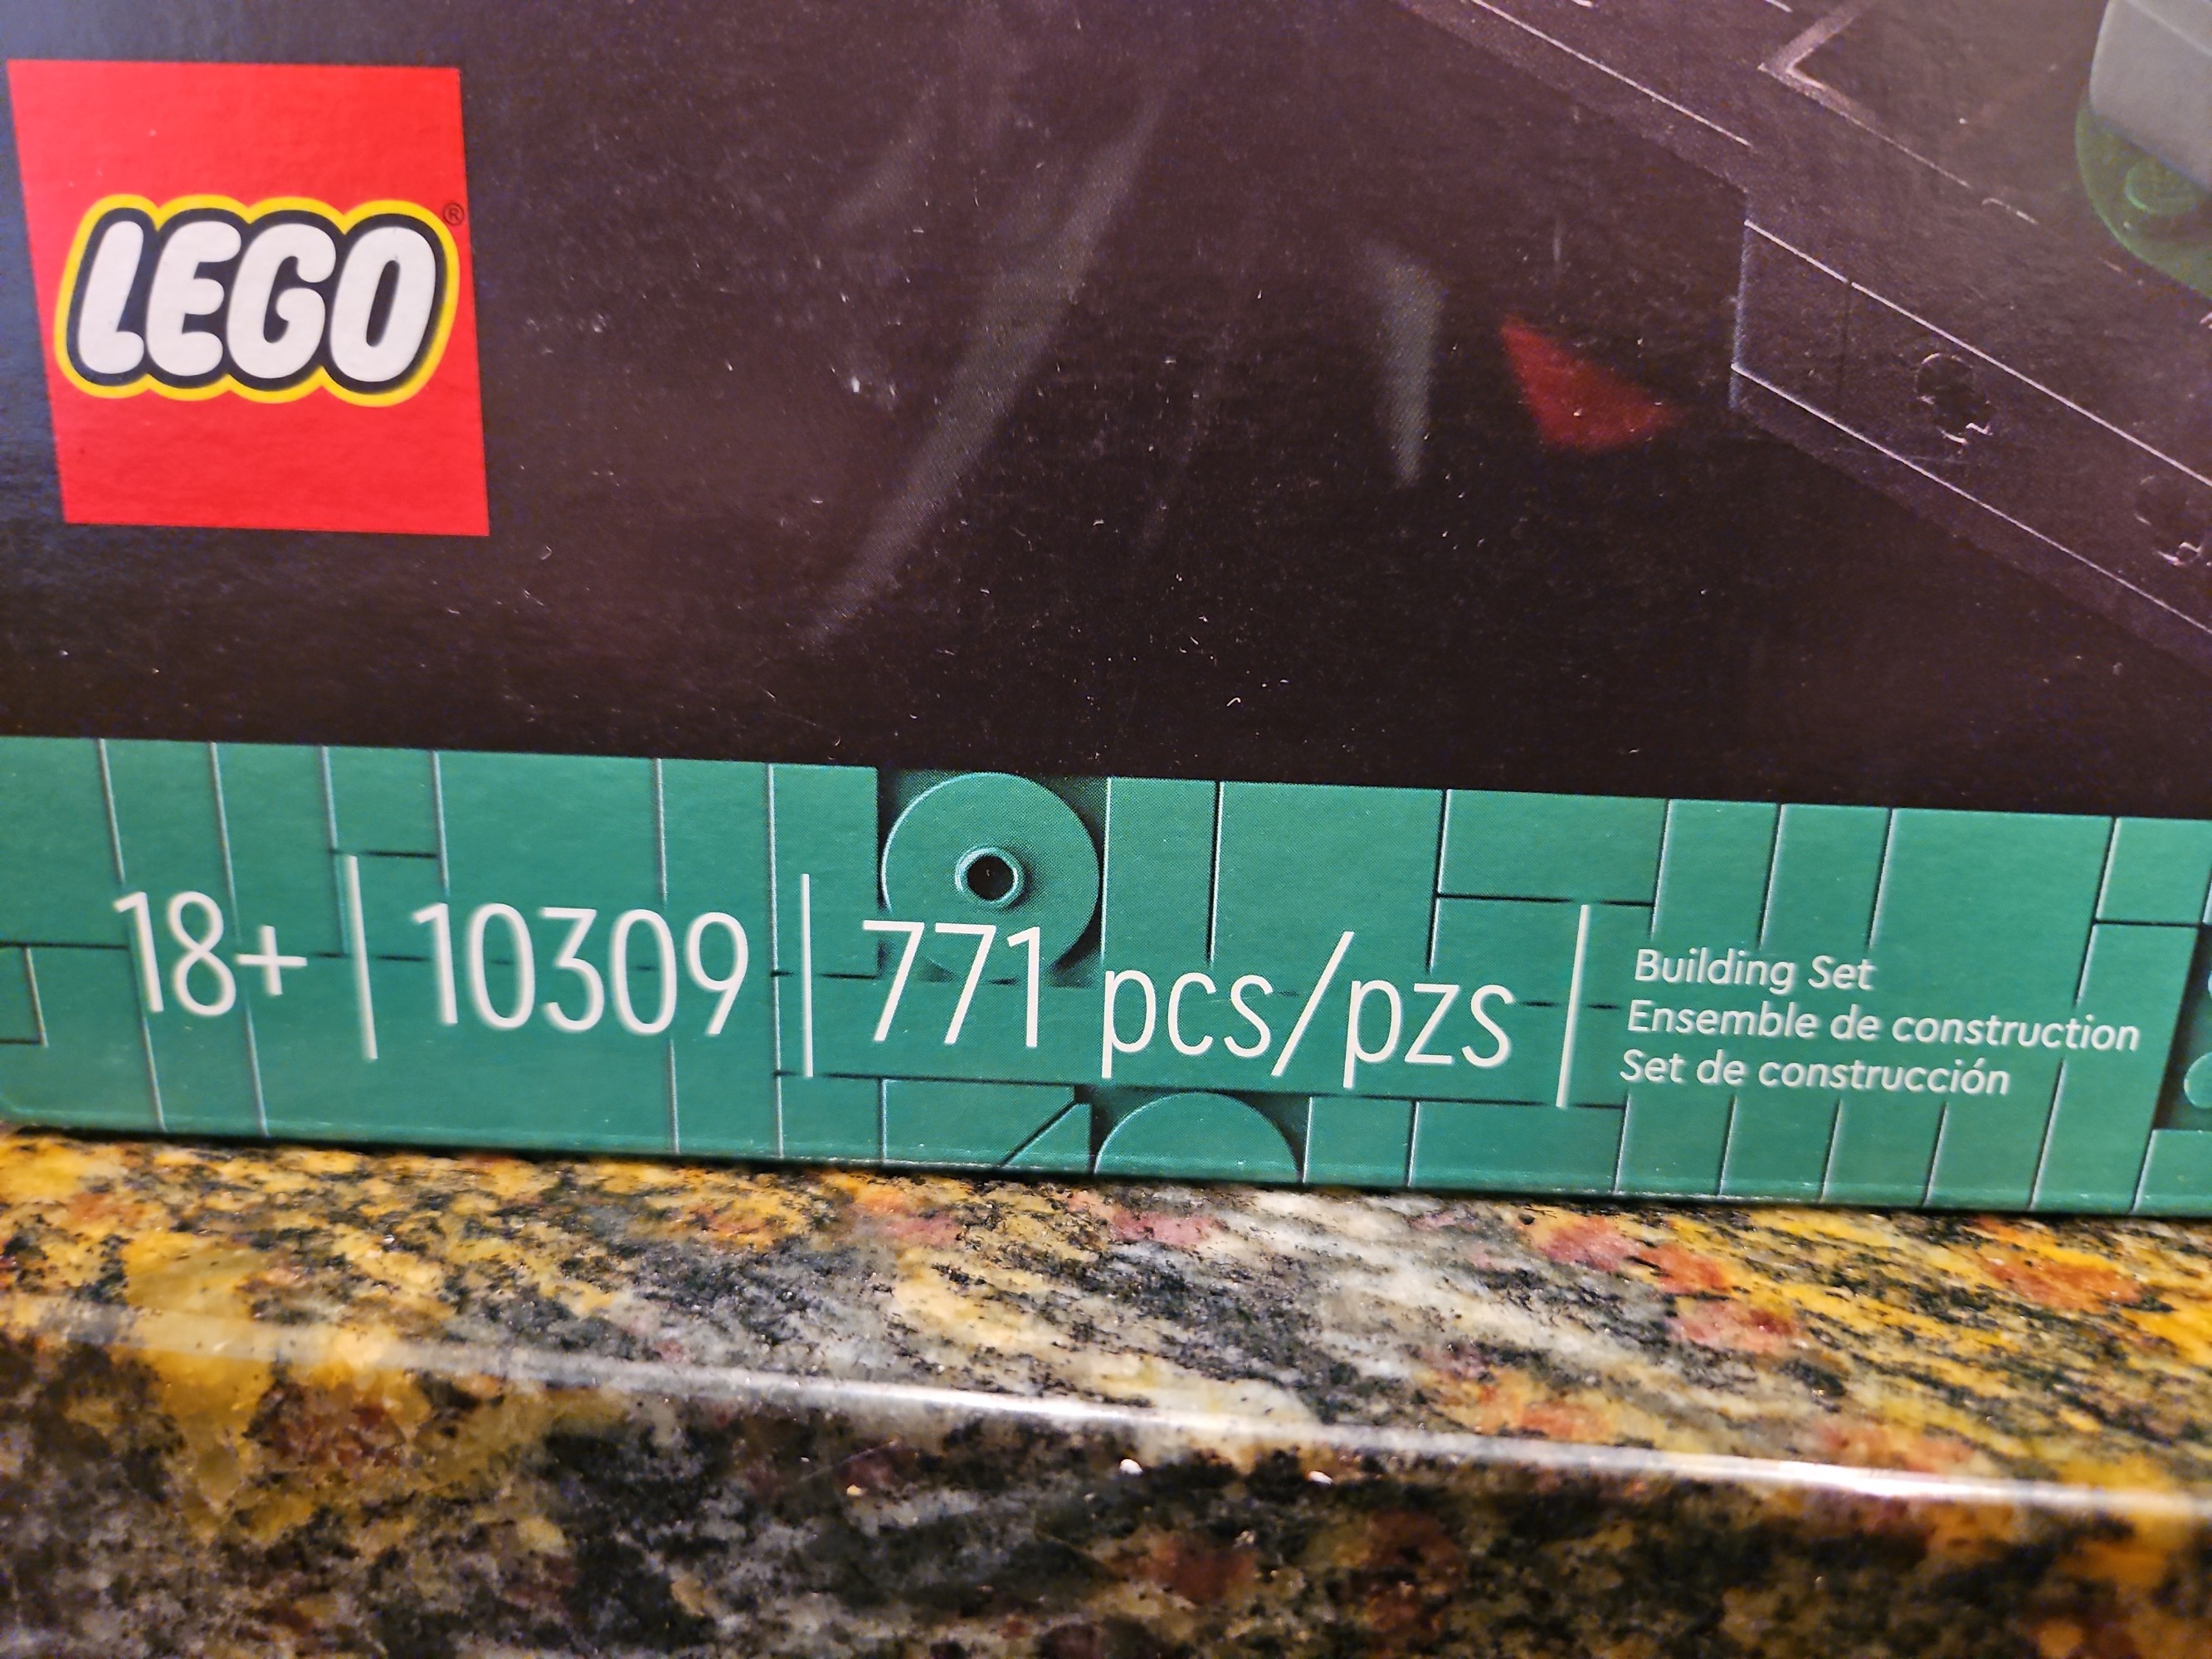 LEGO®
18+ | 10309 | 771 pcs/pzs
Building Set
Ensemble de construction
Set de construcción